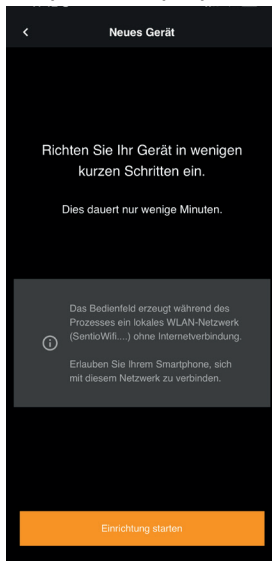 Neues Gerät
Richten Sie Ihr Gerät in wenigen
kurzen Schritten ein.
Dies dauert nur wenige Minuten.
Das Bedienfeld erzeugt während des
Prozesses ein lokales WLAN-Netzwerk
(SentioWifi....) ohne Internetverbindung.
Erlauben Sie Ihrem Smartphone, sich
mit diesem Netzwerk zu verbinden.
Einrichtung starten